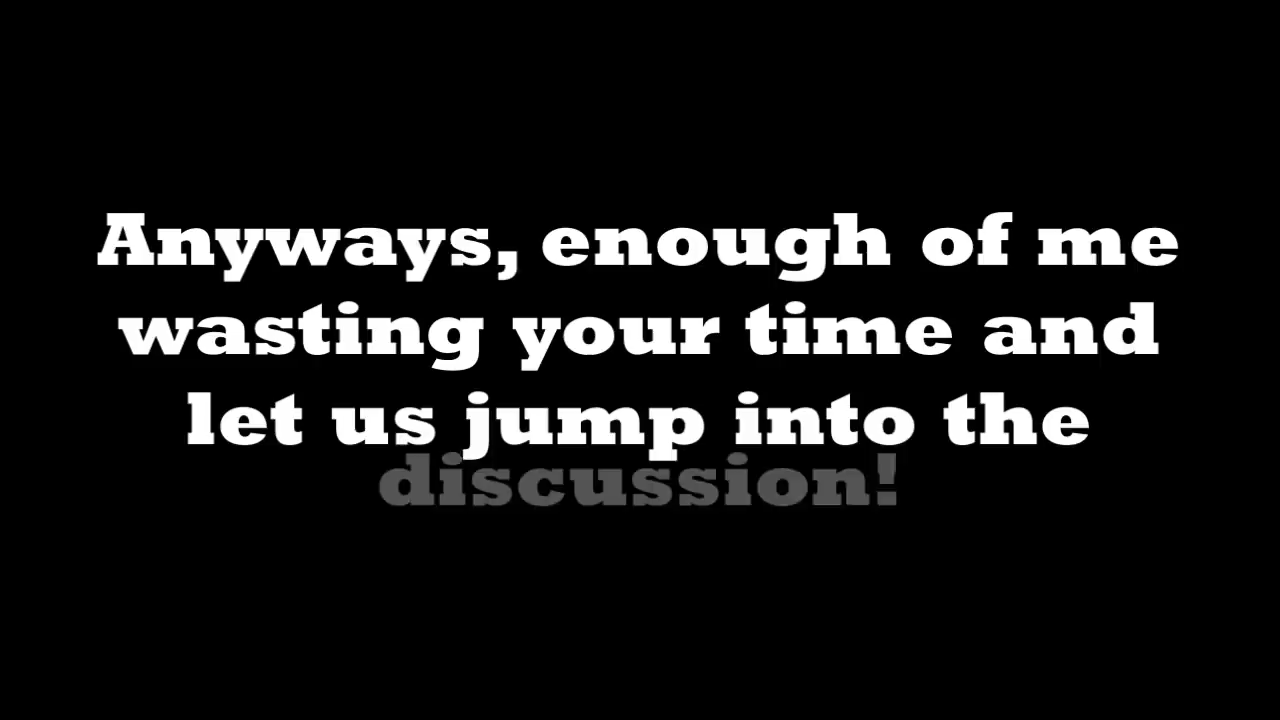 Anyways, enough of me
wasting your time and
let us jump into the
discussion!